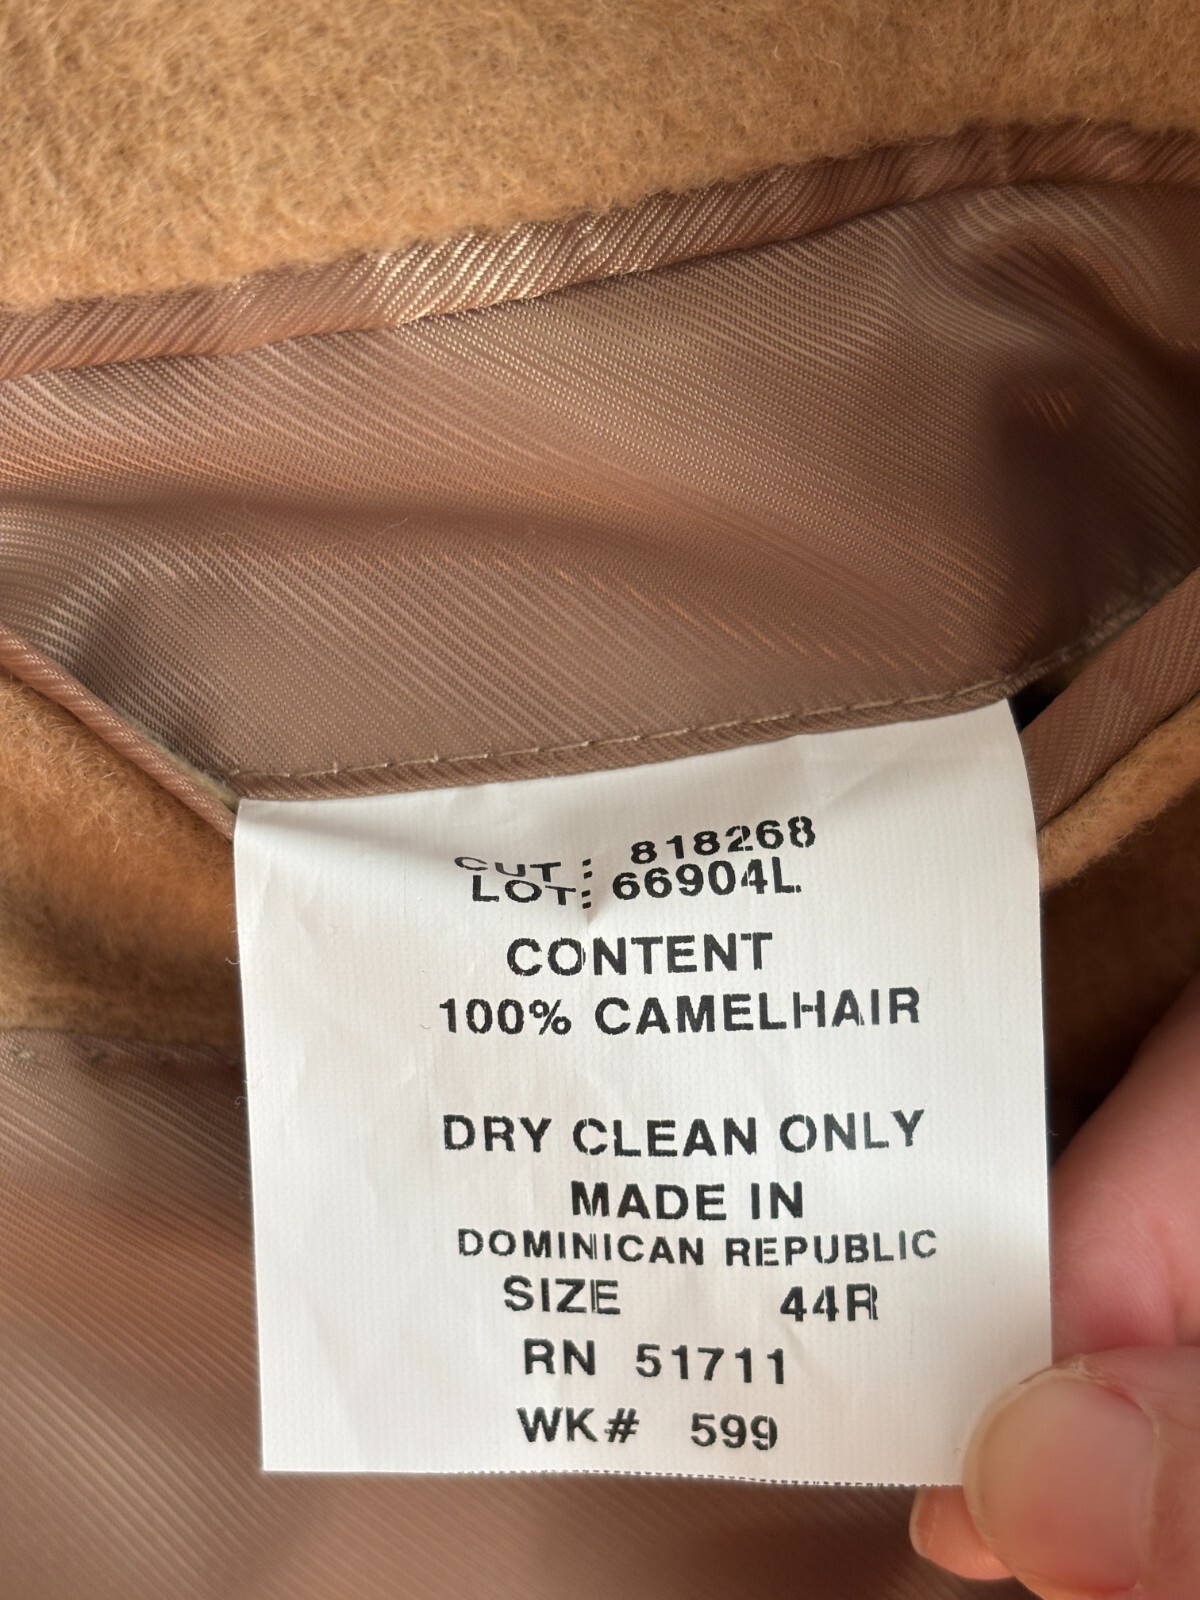 CUT : 818268
LOT: 66904L
CONTENT
100% CAMELHAIR
DRY CLEAN ONLY
MADE IN
DOMINICAN REPUBLIC
SIZE 44R
RN 51711
WK# 599